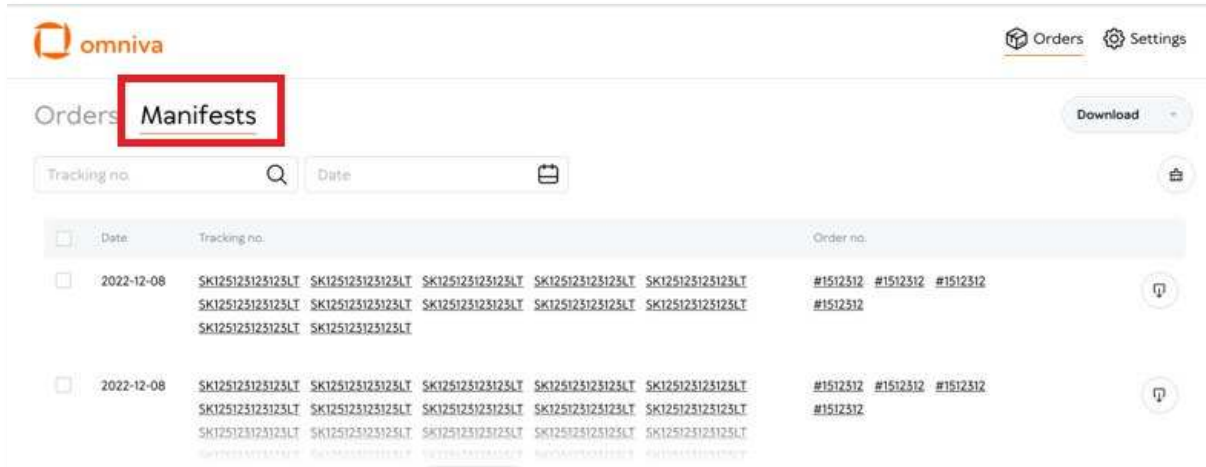 omniva
Orders Settings
Orders Manifests
Download
Tracking no. Date
Date Tracking no. Order no.
2022-12-08 SK125123123123LT SK125123123123LT SK125123123123LT SK125123123123LT SK125123123123LT #1512312 #1512312 #1512312
SK125123123123LT SK125123123123LT SK125123123123LT SK125123123123LT SK125123123123LT #1512312
SK125123123123LT SK125123123123LT
2022-12-08 SK125123123123LT SK125123123123LT SK125123123123LT SK125123123123LT SK125123123123LT #1512312 #1512312 #1512312
SK125123123123LT SK125123123123LT SK125123123123LT SK125123123123LT SK125123123123LT #1512312
SK125123123123LT SK125123123123LT SK125123123123LT SK125123123123LT SK125123123123LT